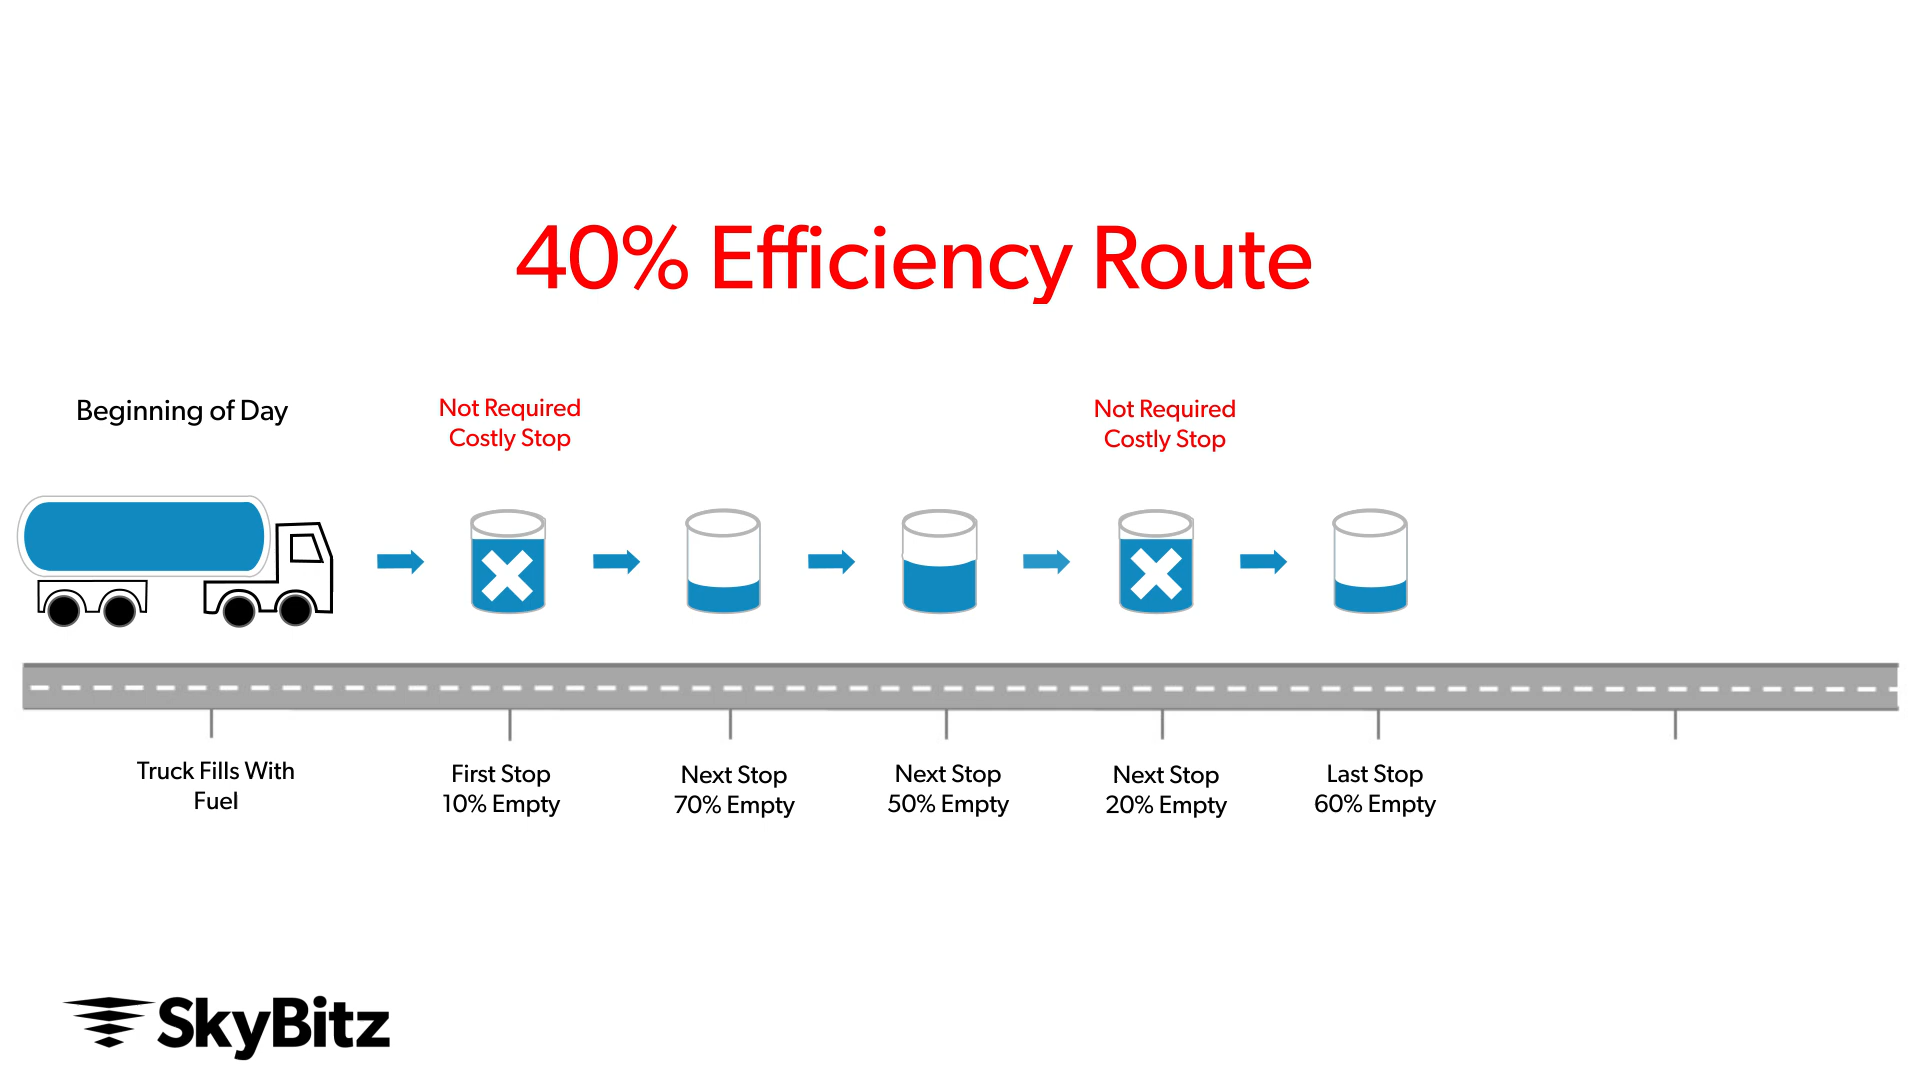 40% Efficiency Route
Beginning of Day
Not Required
Costly Stop
Not Required
Costly Stop
Truck Fills With
Fuel
First Stop
10% Empty
Next Stop
70% Empty
Next Stop
50% Empty
Next Stop
20% Empty
Last Stop
60% Empty
SkyBitz